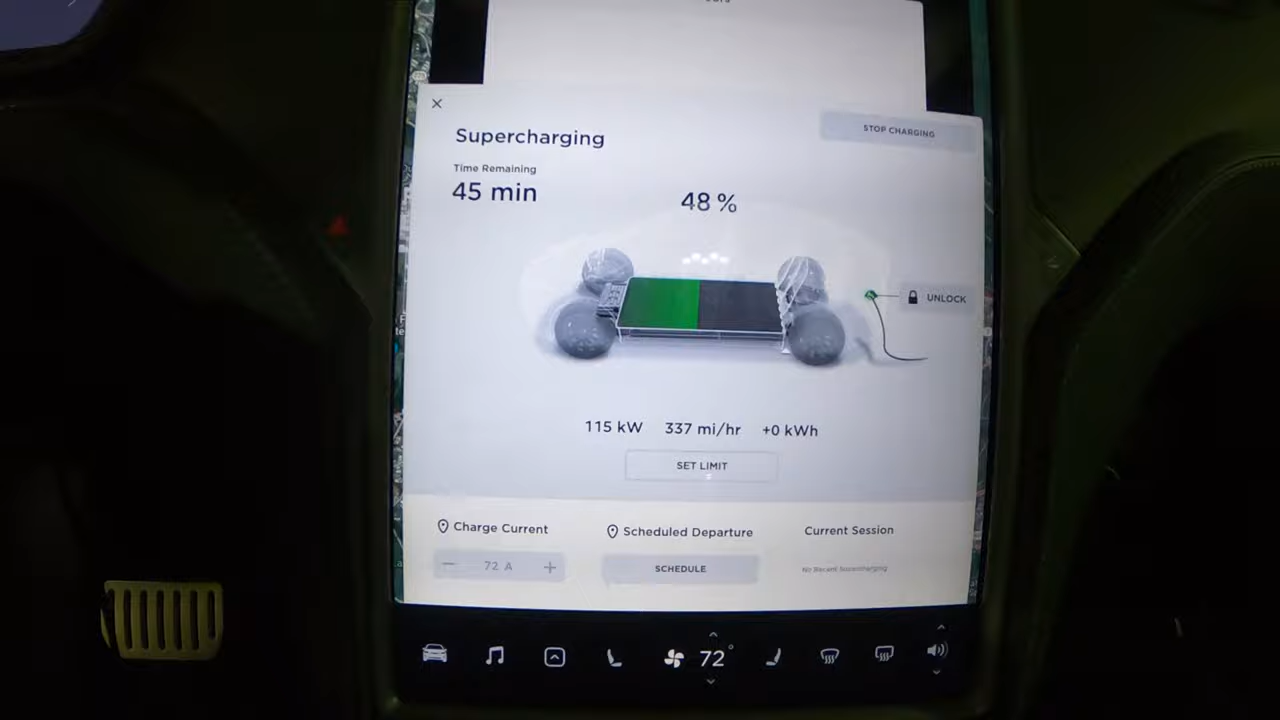 Supercharging
STOP CHARGING
Time Remaining
45 min
48 %
UNLOCK
115 kW 337 mi/hr +0 kWh
SET LIMIT
Charge Current
Scheduled Departure
Current Session
72 A
SCHEDULE
No Recent Supercharging
72°